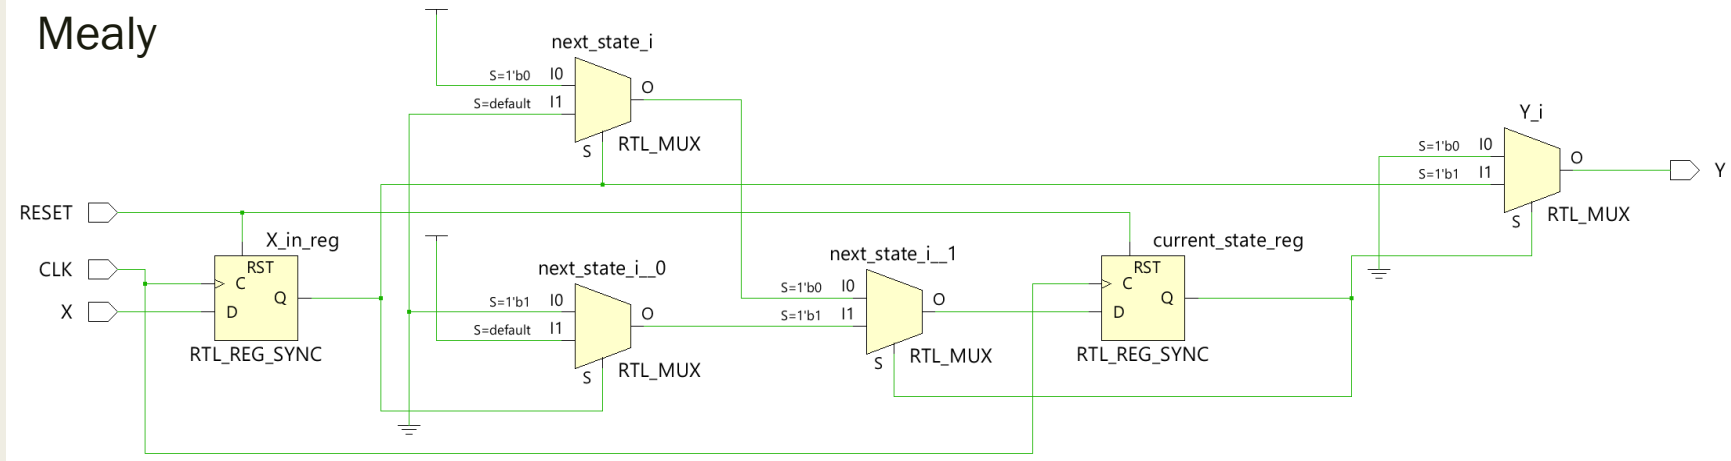 Mealy
next_state_i
S=1'b0 I0
O
S=default I1
S
RTL_MUX
Y_i
S=1'b0 I0
O
S=1'b1 I1
Y
S
RTL_MUX
RESET
X_in_reg
RST
CLK
C
Q
X
D
RTL_REG_SYNC
next_state_i__0
S=1'b1 I0
O
S=default I1
S
RTL_MUX
next_state_i__1
S=1'b0 I0
O
S=1'b1 I1
S
RTL_MUX
current_state_reg
RST
C
Q
D
RTL_REG_SYNC